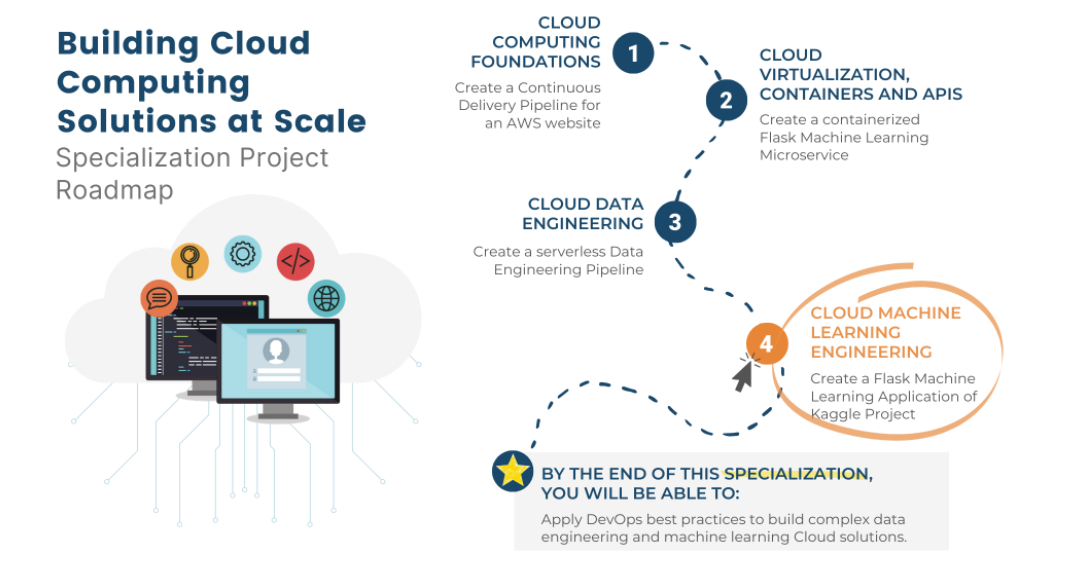 Building Cloud
Computing
Solutions at Scale
Specialization Project
Roadmap
</>
CLOUD
COMPUTING
FOUNDATIONS
1
Create a Continuous
Delivery Pipeline for
an AWS website
2
CLOUD
VIRTUALIZATION,
CONTAINERS AND APIS
Create a containerized
Flask Machine Learning
Microservice
CLOUD DATA
ENGINEERING
3
Create a serverless Data
Engineering Pipeline
4
CLOUD MACHINE
LEARNING
ENGINEERING
Create a Flask Machine
Learning Application of
Kaggle Project
BY THE END OF THIS SPECIALIZATION,
YOU WILL BE ABLE TO:
Apply DevOps best practices to build complex data
engineering and machine learning Cloud solutions.